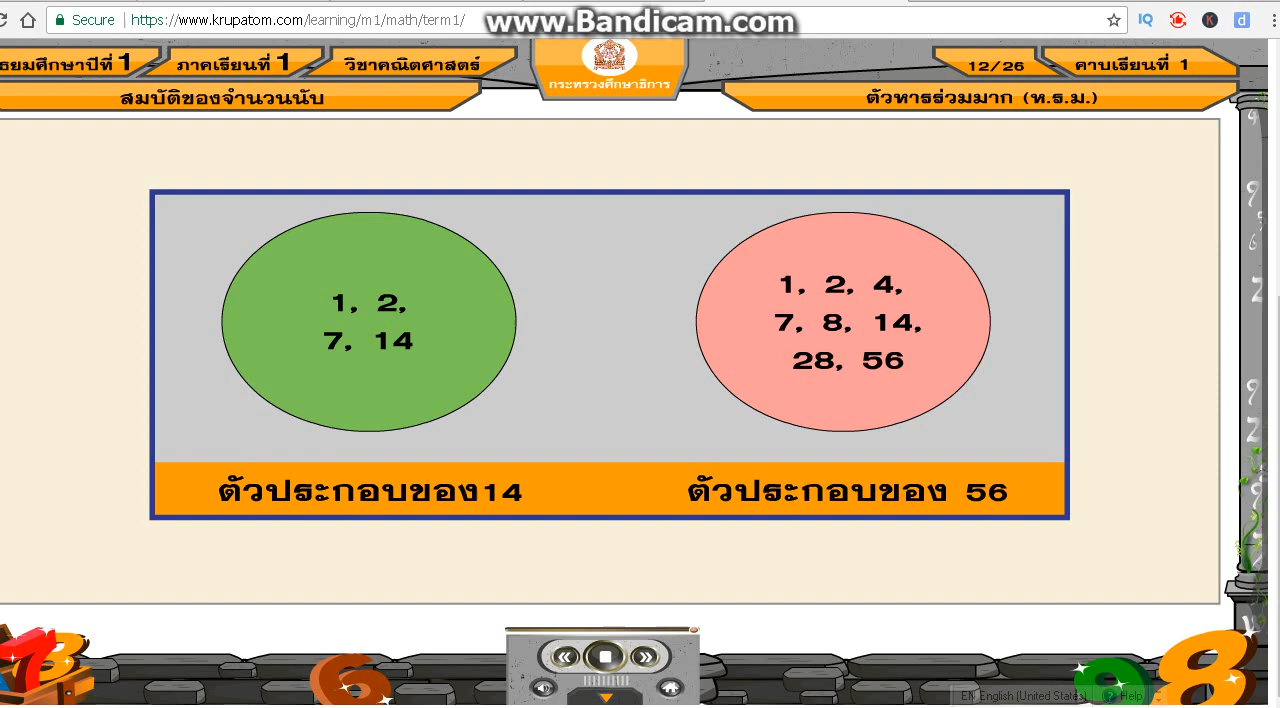 Secure https://www.krupatom.com/learning/m1/math/term1/
www.Bandicam.com
ธยมศึกษาปีที่ 1
ภาคเรียนที่ 1
วิชาคณิตศาสตร์
กระทรวงศึกษาธิการ
12/26
คาบเรียนที่ 1
สมบัติของจำนวนนับ
ตัวหารร่วมมาก (ห.ร.ม.)
1, 2,
7, 14
1, 2, 4,
7, 8, 14,
28, 56
ตัวประกอบของ14
ตัวประกอบของ 56
EN English (United States) Help